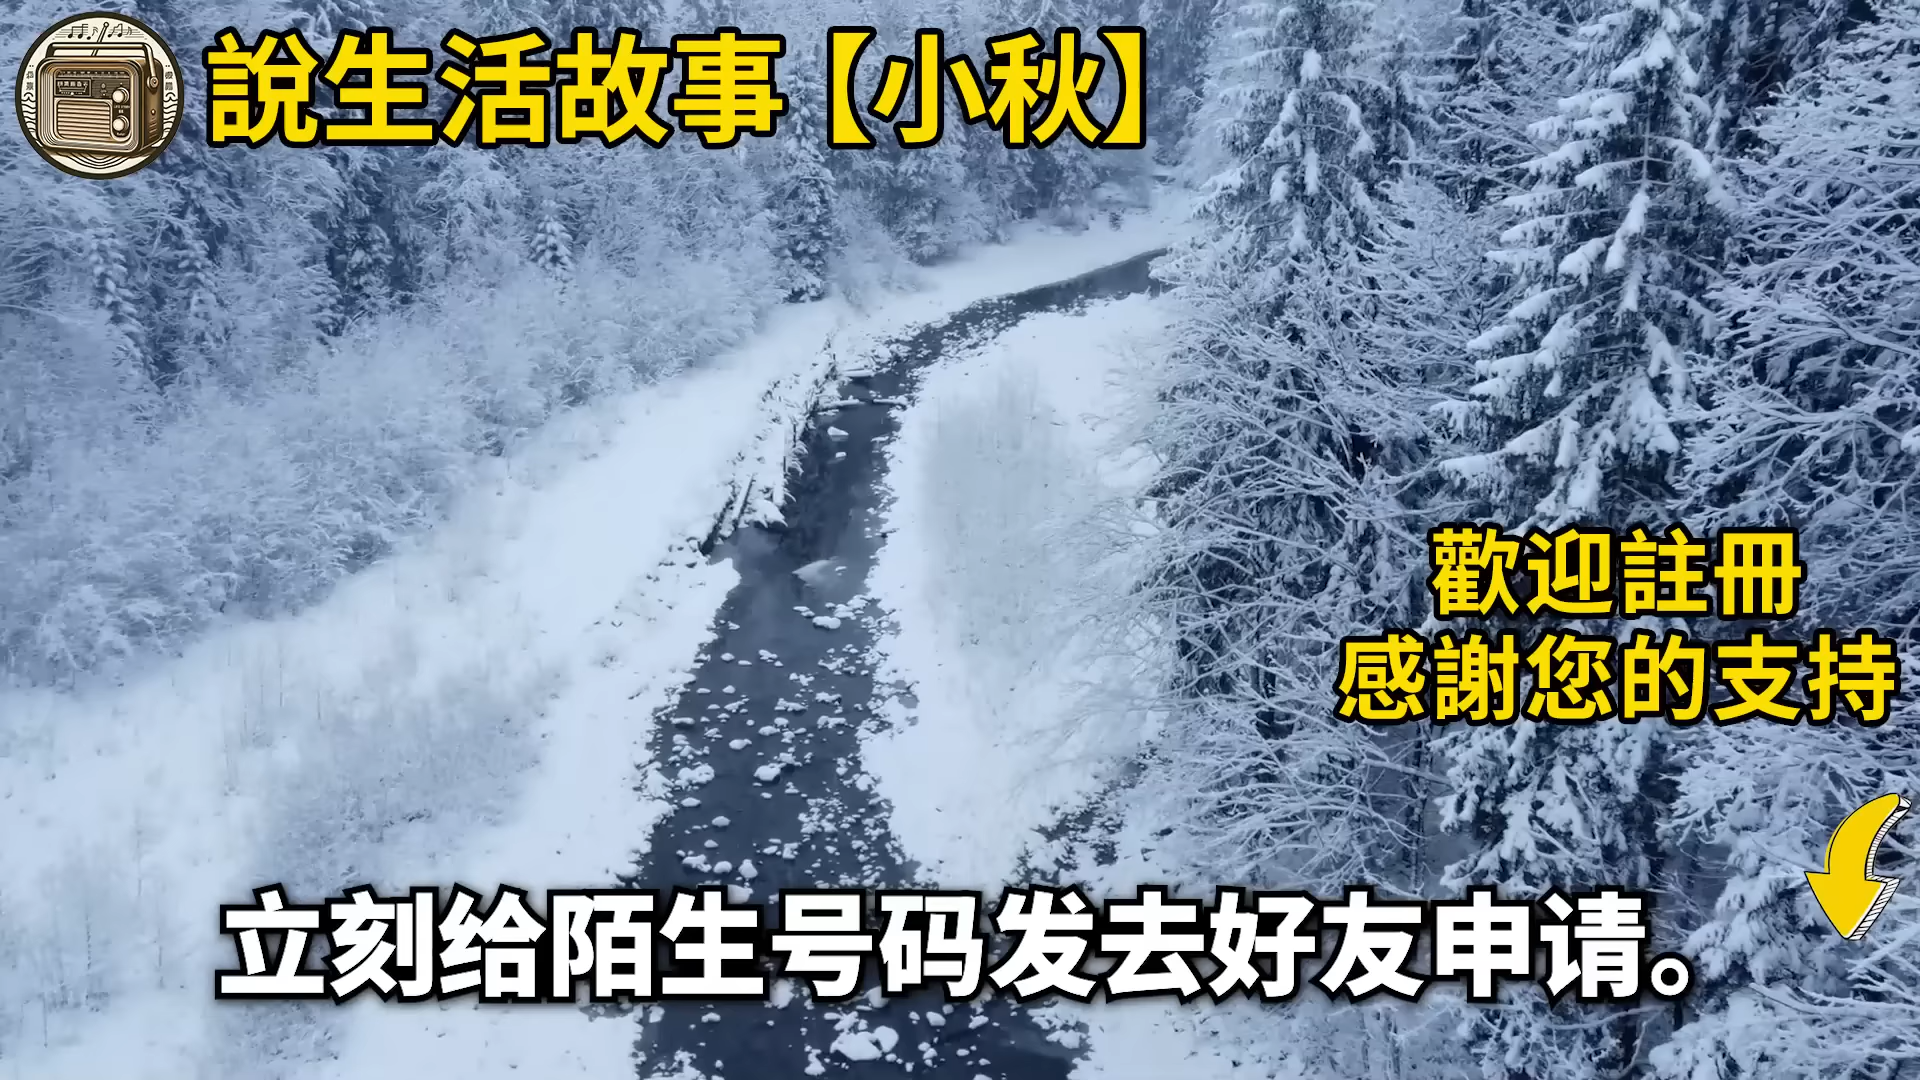 說生活故事【小秋】
歡迎註冊
感謝您的支持
立刻给陌生号码发去好友申请。